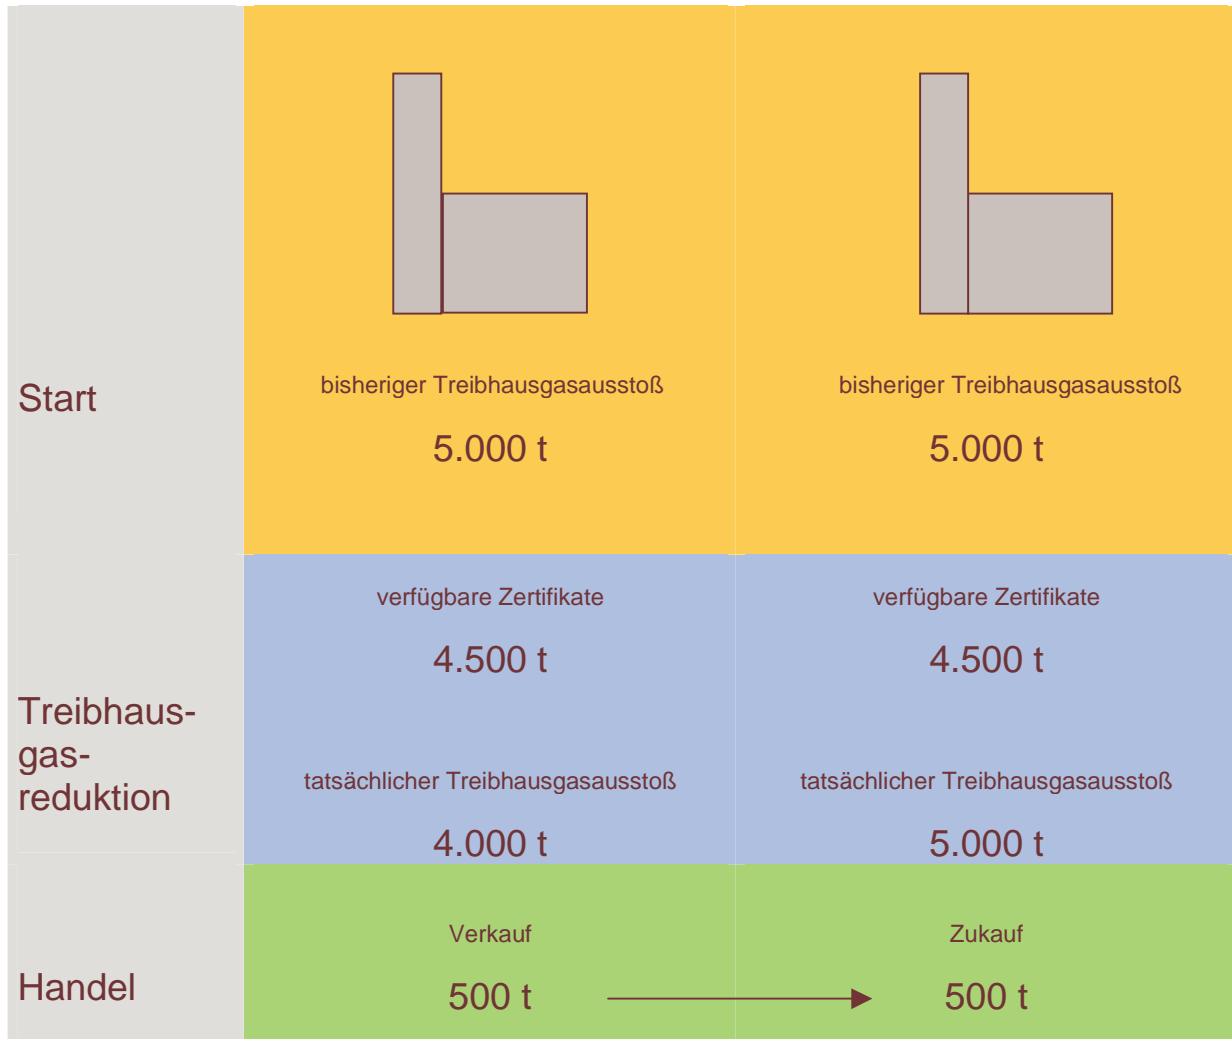 Start
bisheriger Treibhausgasausstoß
5.000 t
bisheriger Treibhausgasausstoß
5.000 t
Treibhaus-
gas-
reduktion
verfügbare Zertifikate
4.500 t
tatsächlicher Treibhausgasausstoß
4.000 t
verfügbare Zertifikate
4.500 t
tatsächlicher Treibhausgasausstoß
5.000 t
Handel
Verkauf
500 t
Zukauf
500 t